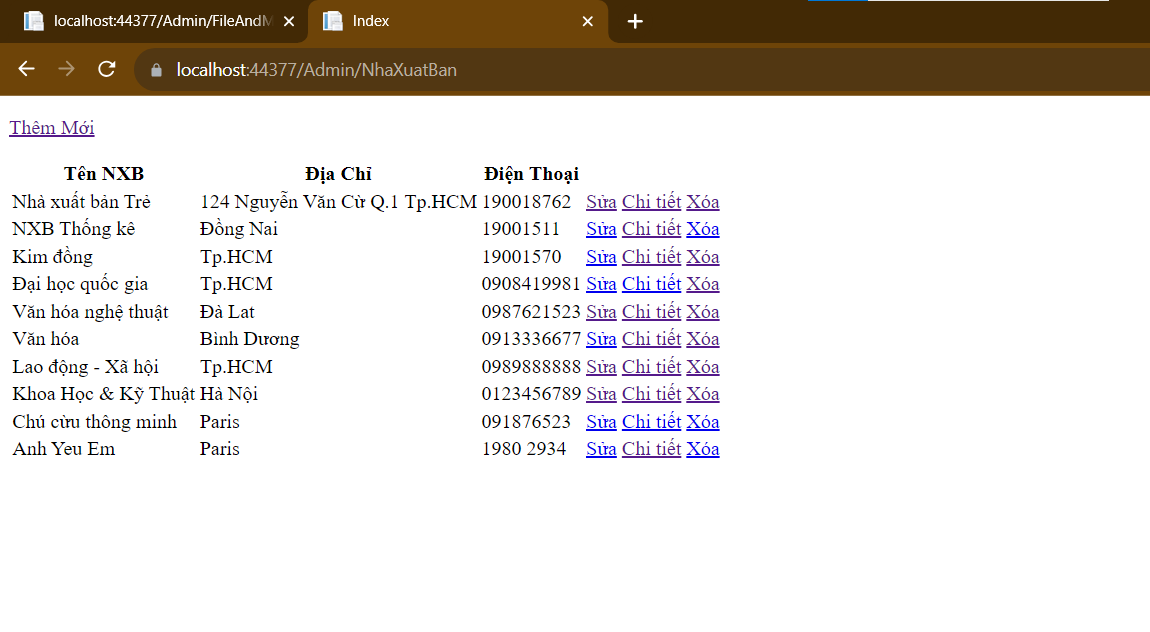 localhost:44377/Admin/FileAndM
Index
localhost:44377/Admin/NhaXuatBan
Thêm Mới
Tên NXB Địa Chỉ Điện Thoại
Nhà xuất bản Trẻ 124 Nguyễn Văn Cừ Q.1 Tp.HCM 190018762 Sửa Chi tiết Xóa
NXB Thống kê Đồng Nai 19001511 Sửa Chi tiết Xóa
Kim đồng Tp.HCM 19001570 Sửa Chi tiết Xóa
Đại học quốc gia Tp.HCM 0908419981 Sửa Chi tiết Xóa
Văn hóa nghệ thuật Đà Lat 0987621523 Sửa Chi tiết Xóa
Văn hóa Bình Dương 0913336677 Sửa Chi tiết Xóa
Lao động - Xã hội Tp.HCM 0989888888 Sửa Chi tiết Xóa
Khoa Học & Kỹ Thuật Hà Nội 0123456789 Sửa Chi tiết Xóa
Chú cừu thông minh Paris 091876523 Sửa Chi tiết Xóa
Anh Yeu Em Paris 1980 2934 Sửa Chi tiết Xóa